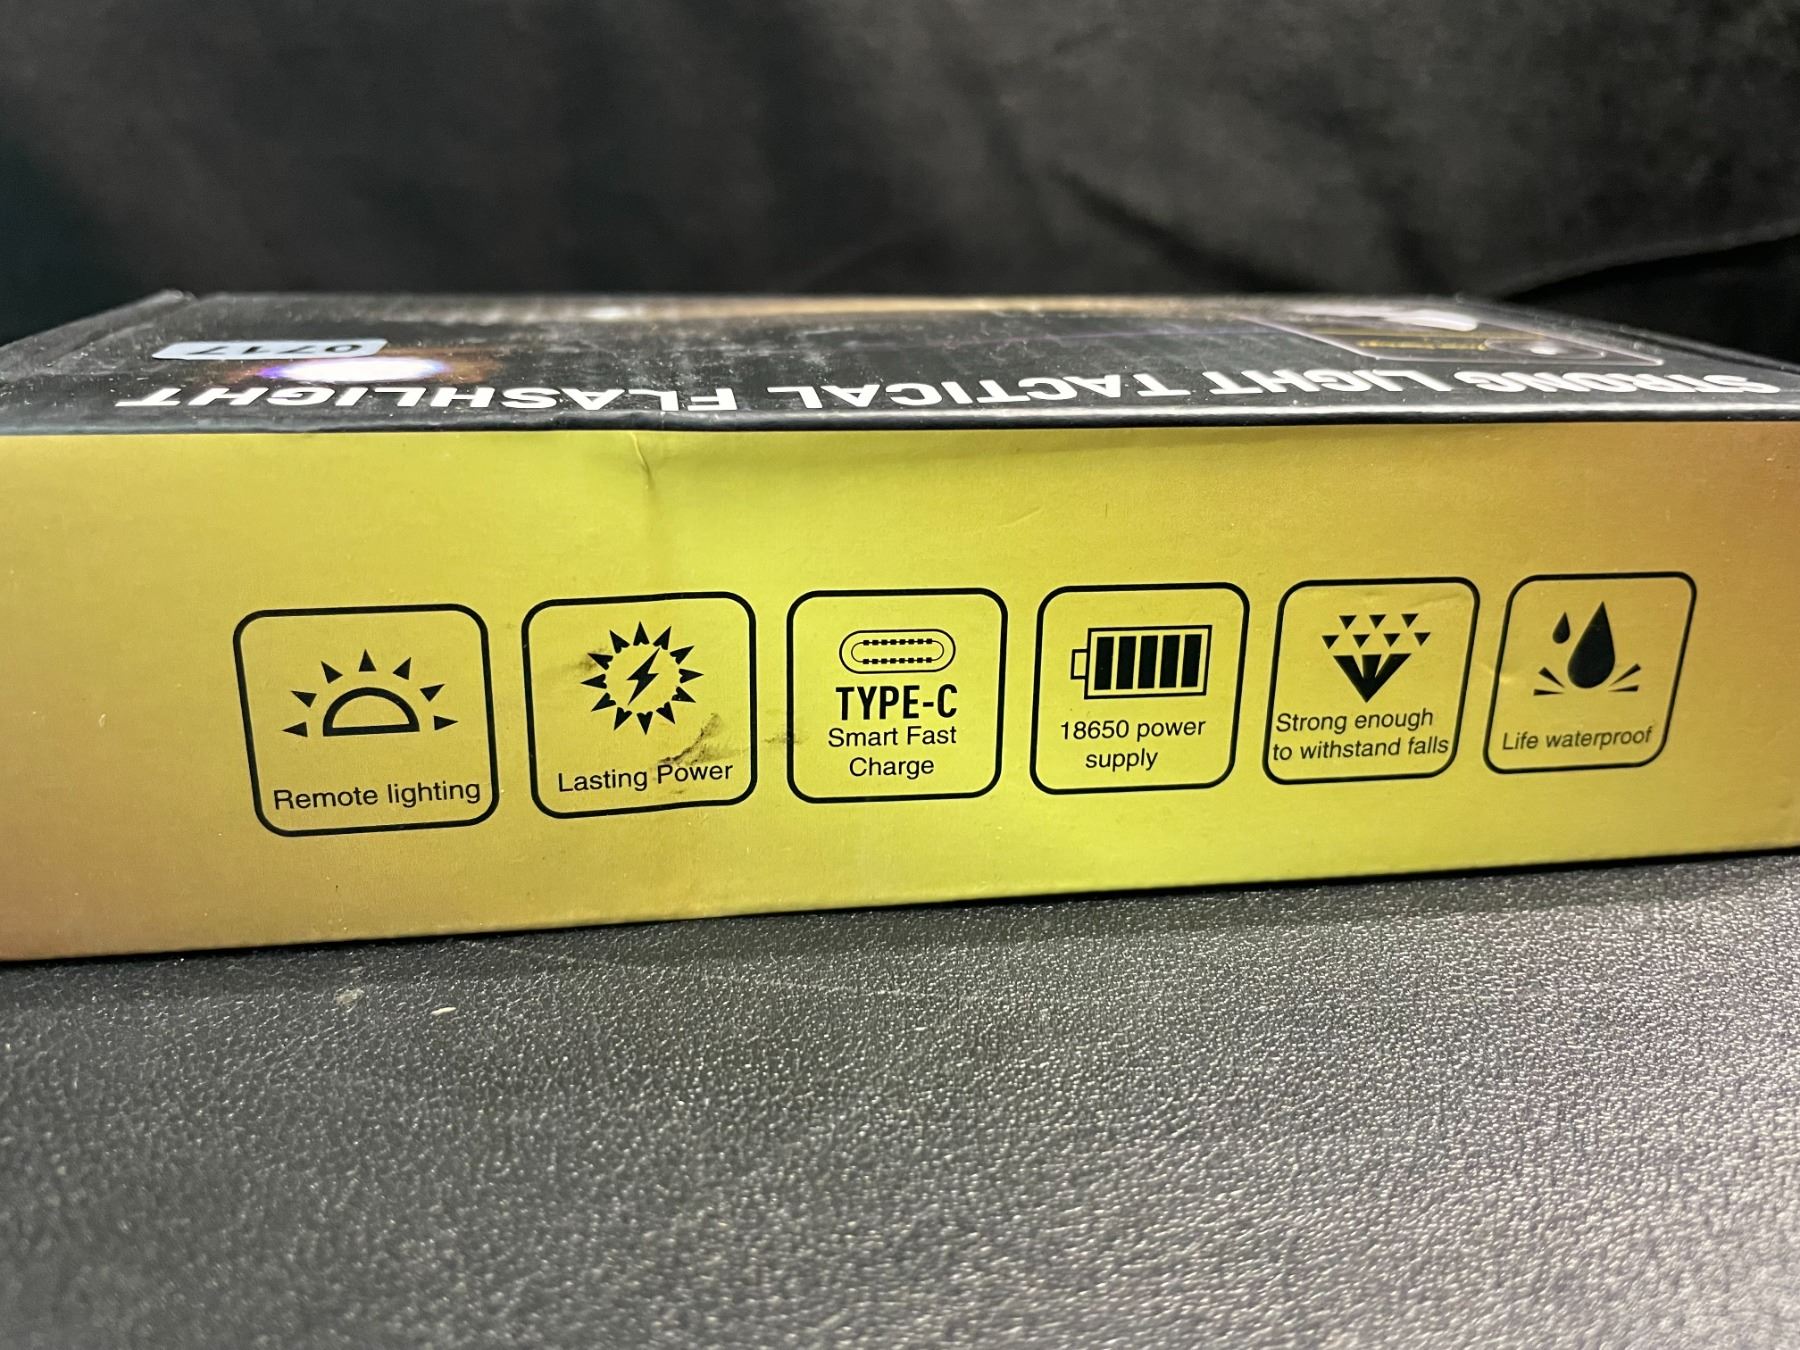 STRONG LIGHT TACTICAL FLASHLIGHT
0717
Remote lighting
Lasting Power
TYPE-C
Smart Fast
Charge
18650 power
supply
Strong enough
to withstand falls
Life waterproof